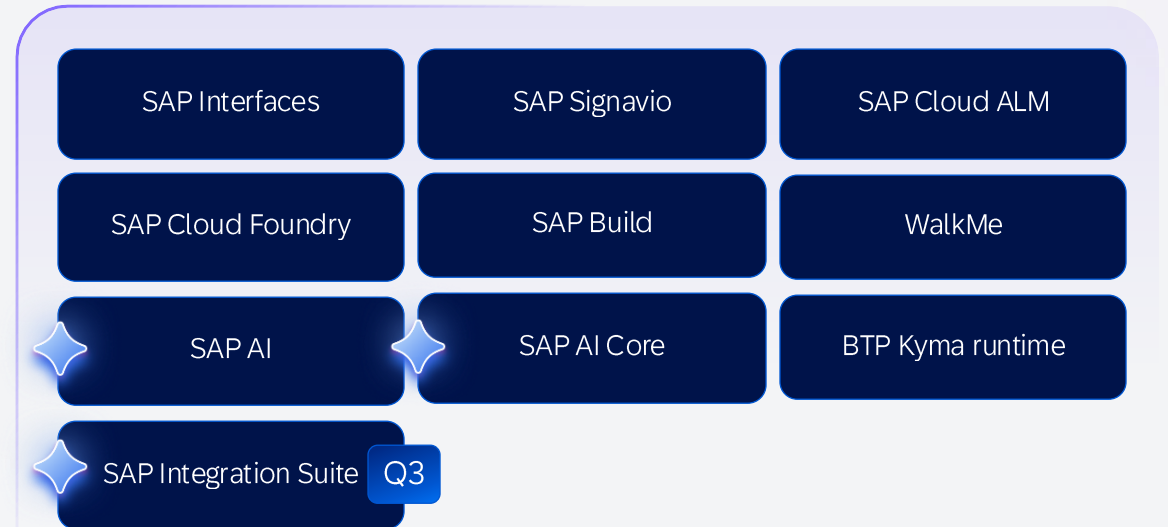 SAP Interfaces
SAP Signavio
SAP Cloud ALM
SAP Cloud Foundry
SAP Build
WalkMe
SAP AI
SAP AI Core
BTP Kyma runtime
SAP Integration Suite
Q3